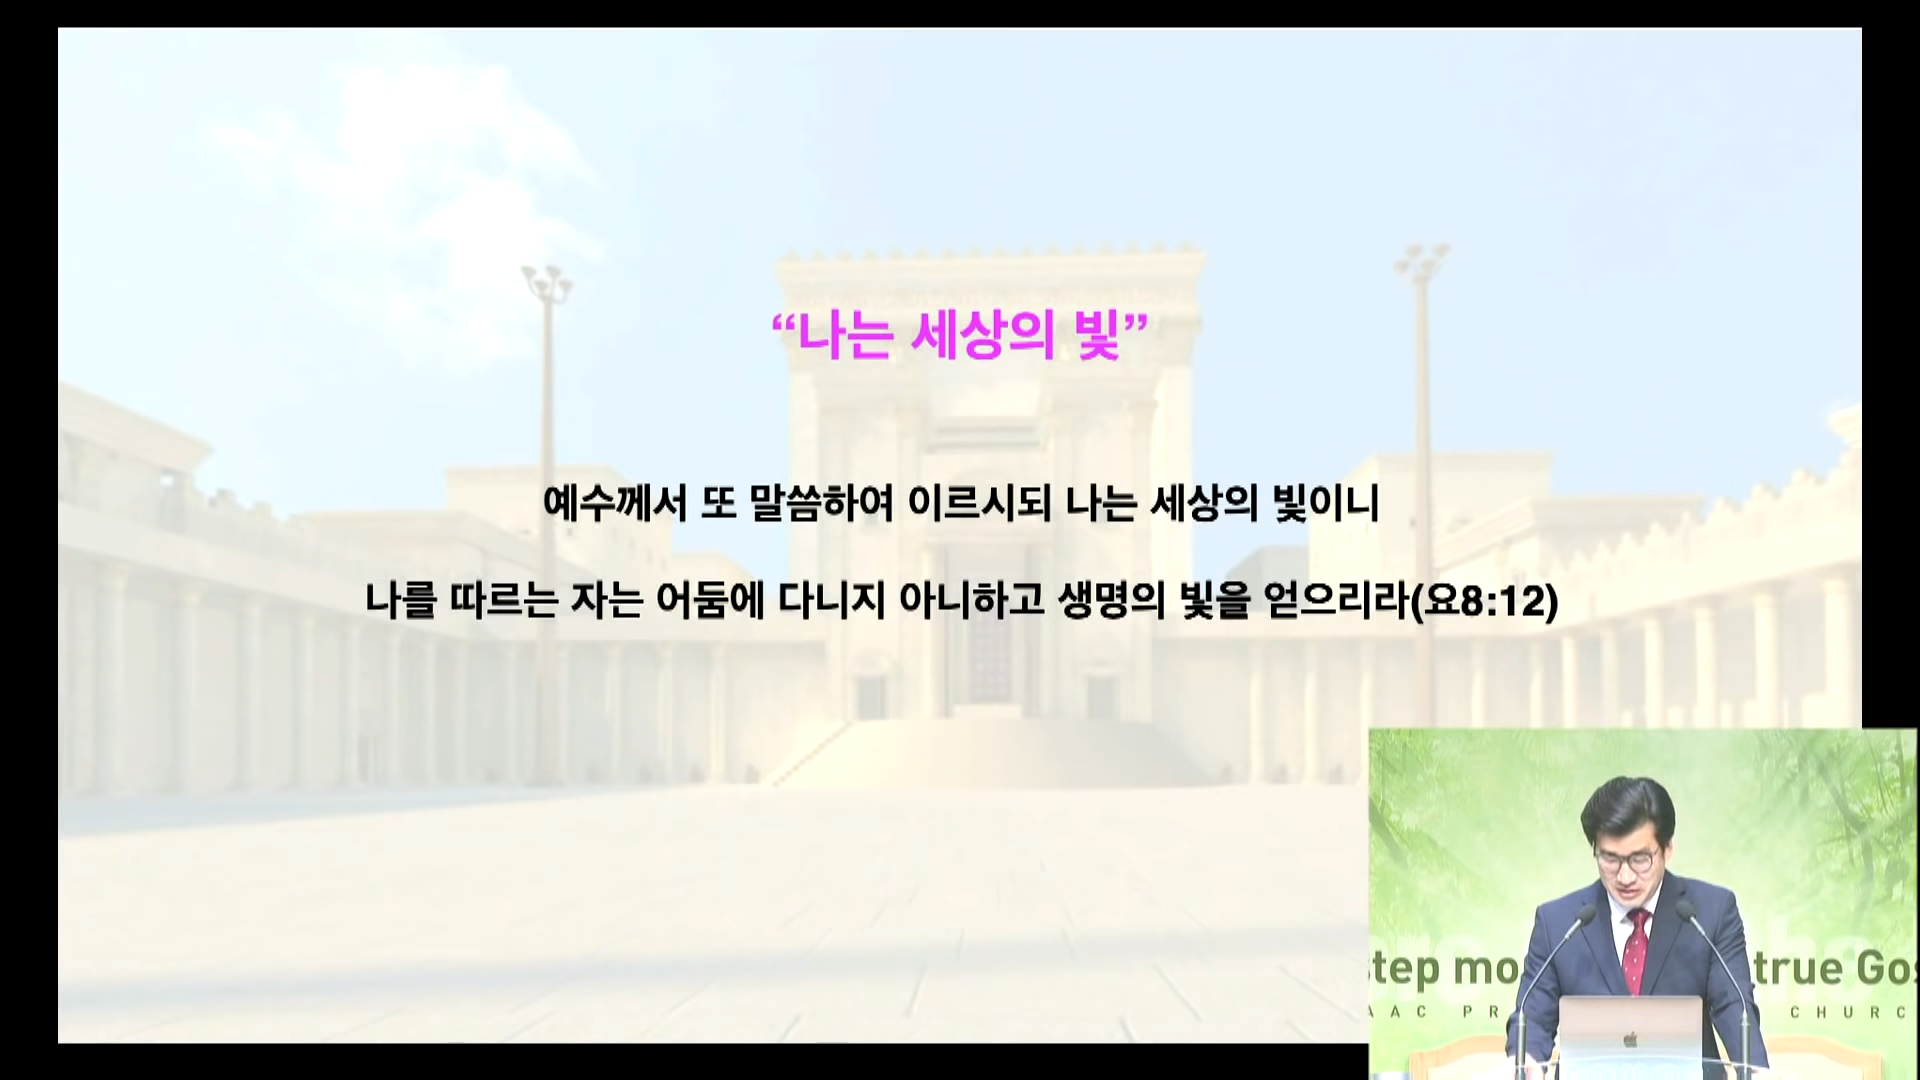 “나는 세상의 빛”
예수께서 또 말씀하여 이르시되 나는 세상의 빛이니
나를 따르는 자는 어둠에 다니지 아니하고 생명의 빛을 얻으리라(요8:12)
step true
CHURC